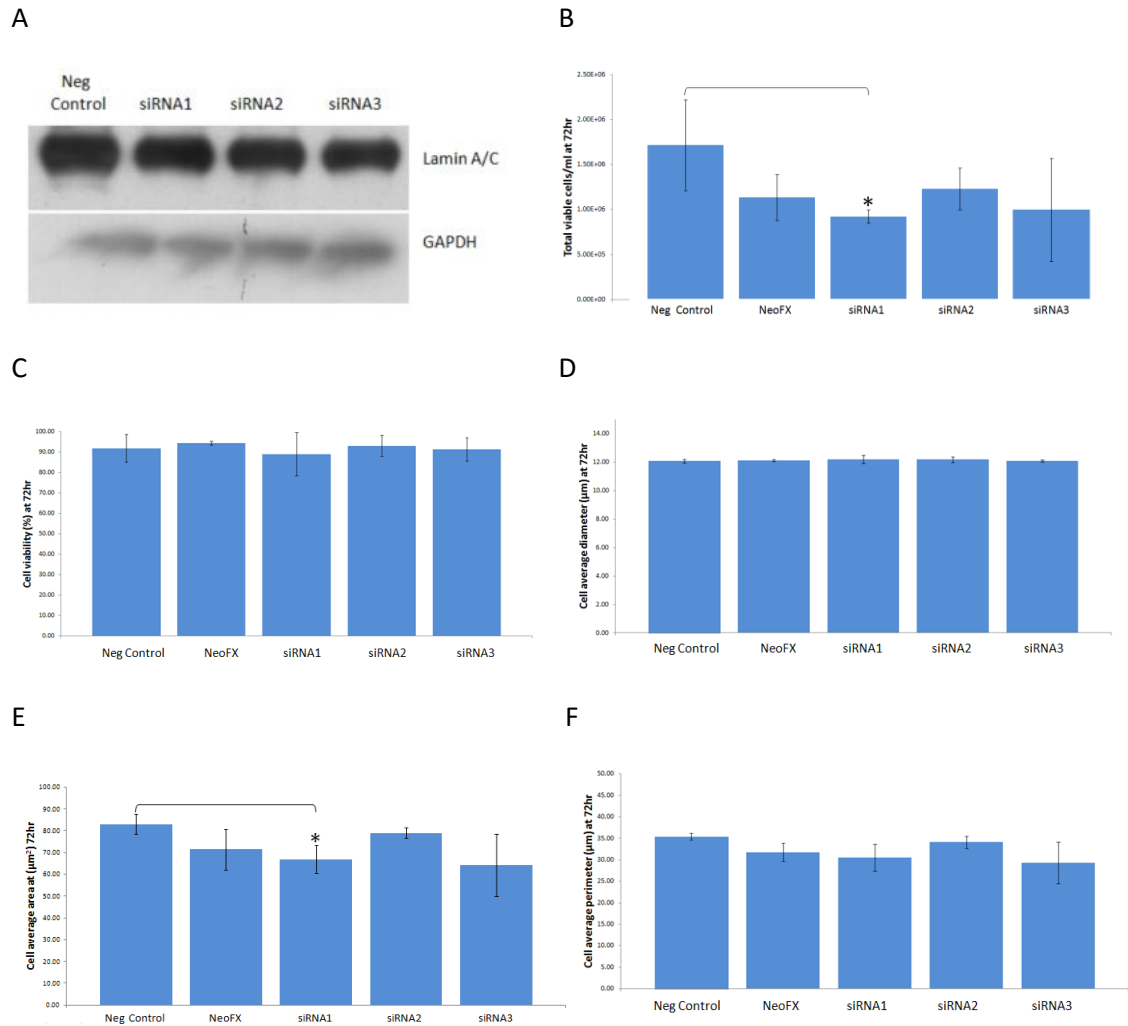 A
Neg
Control siRNA1 siRNA2 siRNA3
Lamin A/C
GAPDH
B
Total viable cells/ml at 72hr
2.50E+06
2.00E+06
1.50E+06
1.00E+06
5.00E+05
0.00E+00
*
Neg Control NeoFX siRNA1 siRNA2 siRNA3
C
Cell viability (%) at 72hr
100.00
90.00
80.00
70.00
60.00
50.00
40.00
30.00
20.00
10.00
0.00
Neg Control NeoFX siRNA1 siRNA2 siRNA3
D
Cell average diameter (µm) at 72hr
14.00
12.00
10.00
8.00
6.00
4.00
2.00
0.00
Neg Control NeoFX siRNA1 siRNA2 siRNA3
E
Cell average area at (µm²) 72hr
100.00
90.00
80.00
70.00
60.00
50.00
40.00
30.00
20.00
10.00
0.00
*
Neg Control NeoFX siRNA1 siRNA2 siRNA3
F
Cell average perimeter (µm) at 72hr
50.00
45.00
40.00
35.00
30.00
25.00
20.00
15.00
10.00
5.00
0.00
Neg Control NeoFX siRNA1 siRNA2 siRNA3